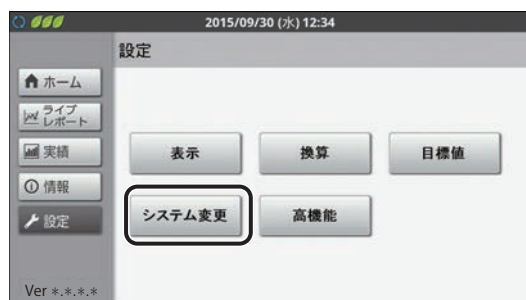 2015/09/30 (水) 12:34
設定
ホーム
ライブ
レポート
実績
情報
設定
表示
換算
目標値
システム変更
高機能
Ver *.*.*.*